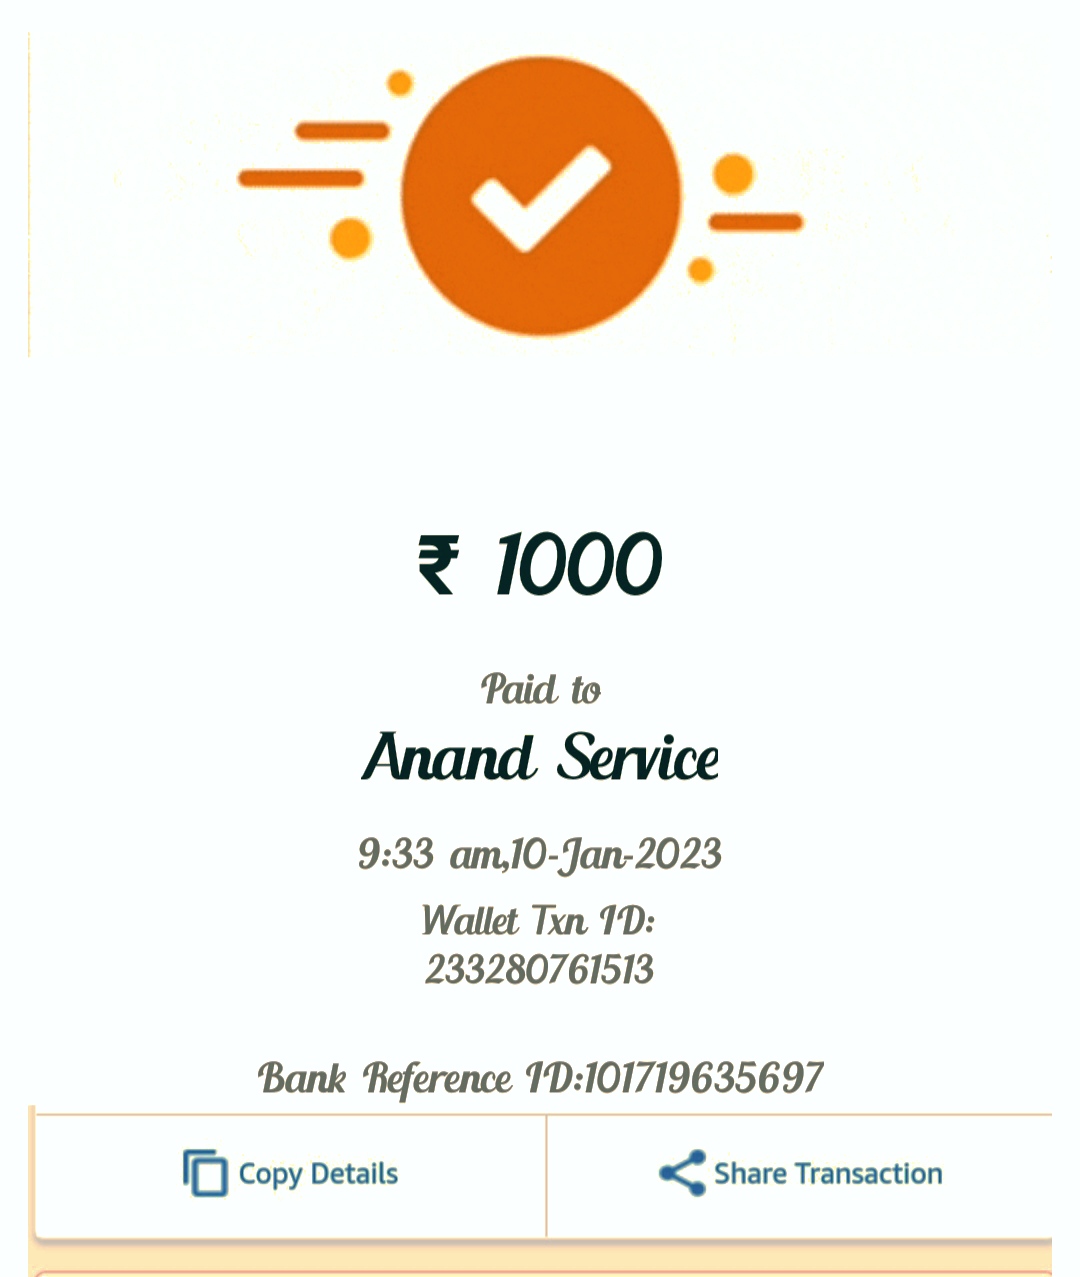 ₹ 1000
Paid to
Anand Service
9:33 am,10-Jan-2023
Wallet Txn ID:
233280761513
Bank Reference ID:101719635697
Copy Details
Share Transaction